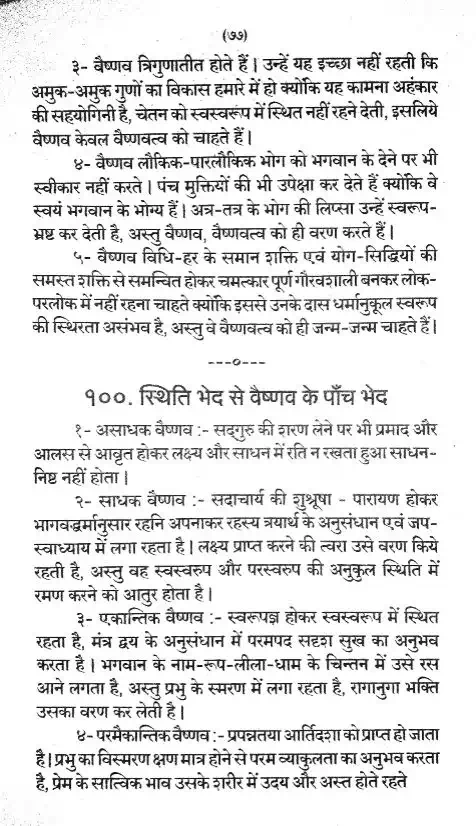 (७७)
३- वैष्णव त्रिगुणातीत होते हैं। उन्हें यह इच्छा नहीं रहती कि
अमुक-अमुक गुणों का विकास हमारे में हो क्योंकि यह कामना अहंकार
की सहयोगिनी है, चेतन को स्वस्वरूप में स्थित नहीं रहने देती, इसलिये
वैष्णव केवल वैष्णवत्व को चाहते हैं।
४- वैष्णव लौकिक-पारलौकिक भोग को भगवान के देने पर भी
स्वीकार नहीं करते। पंच मुक्तियों की भी उपेक्षा कर देते हैं क्योंकि वे
स्वयं भगवान के भोग्य हैं। अत्र-तत्र के भोग की लिप्सा उन्हें स्वरूप-
भ्रष्ट कर देती है, अस्तु वैष्णव, वैष्णवत्व को ही वरण करते हैं।
५- वैष्णव विधि-हर के समान शक्ति एवं योग-सिद्धियों की
समस्त शक्ति से समन्वित होकर चमत्कार पूर्ण गौरवशाली बनकर लोक-
परलोक में नहीं रहना चाहते क्योंकि इससे उनके दास धर्मानुकूल स्वरूप
की स्थिरता असंभव है, अस्तु वे वैष्णवत्व को ही जन्म-जन्म चाहते हैं।
---०---
१००. स्थिति भेद से वैष्णव के पाँच भेद
१- असाधक वैष्णव :- सद्गुरु की शरण लेने पर भी प्रमाद और
आलस से आवृत होकर लक्ष्य और साधन में रति न रखता हुआ साधन-
निष्ट नहीं होता।
२- साधक वैष्णव :- सदाचार्य की शुश्रूषा - पारायण होकर
भागवद्धर्मानुसार रहनि अपनाकर रहस्य त्रयार्थ के अनुसंधान एवं जप-
स्वाध्याय में लगा रहता है। लक्ष्य प्राप्त करने की त्वरा उसे वरण किये
रहती है, अस्तु वह स्वस्वरुप और परस्वरुप की अनुकुल स्थिति में
रमण करने को आतुर होता है।
३- एकान्तिक वैष्णव :- स्वरूपज्ञ होकर स्वस्वरूप में स्थित
रहता है, मंत्र द्वय के अनुसंधान में परमपद सदृश सुख का अनुभव
करता है। भगवान के नाम-रूप-लीला-धाम के चिन्तन में उसे रस
आने लगता है, अस्तु प्रभु के स्मरण में लगा रहता है, रागानुगा भक्ति
उसका वरण कर लेती है।
४- परमैकान्तिक वैष्णव :- प्रपन्नतया आर्तिदशा को प्राप्त हो जाता
है। प्रभु का विस्मरण क्षण मात्र होने से परम व्याकुलता का अनुभव करता
है, प्रेम के सात्विक भाव उसके शरीर में उदय और अस्त होते रहते